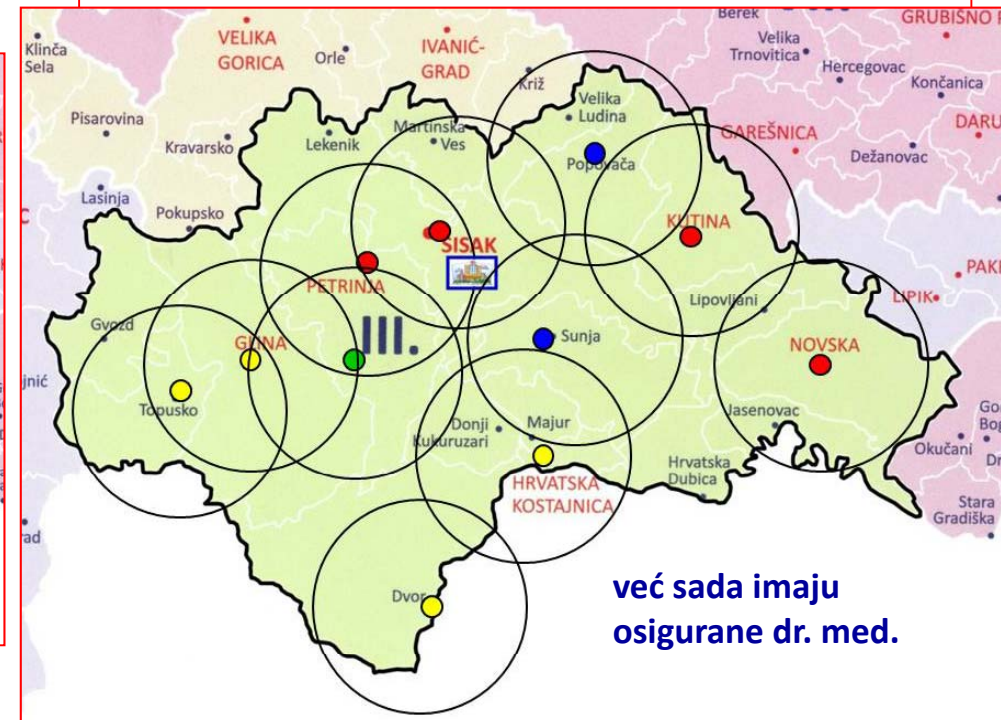 Berek
GRUBIŠNO
Klinča
Sela
VELIKA
GORICA
Orle
IVANIĆ-
GRAD
Velika
Trnovitica
Hercegovac
Končanica
Križ
Velika
Ludina
Pisarovina
Kravarsko
Lekenik
Martinska
Ves
GAREŠNICA
DARU
Dežanovac
Popovača
Lasinja
Pokupsko
KUTINA
SISAK
PETRINJA
PAK
LIPIK
Lipovljani
Gvozd
GLINA
III.
Sunja
NOVSKA
jnić
Topusko
Donji
Kukuruzari
Majur
Jasenovac
Okučani
Hrvatska
Dubica
HRVATSKA
KOSTAJNICA
Stara
Gradiška
Dvor
već sada imaju
osigurane dr. med.